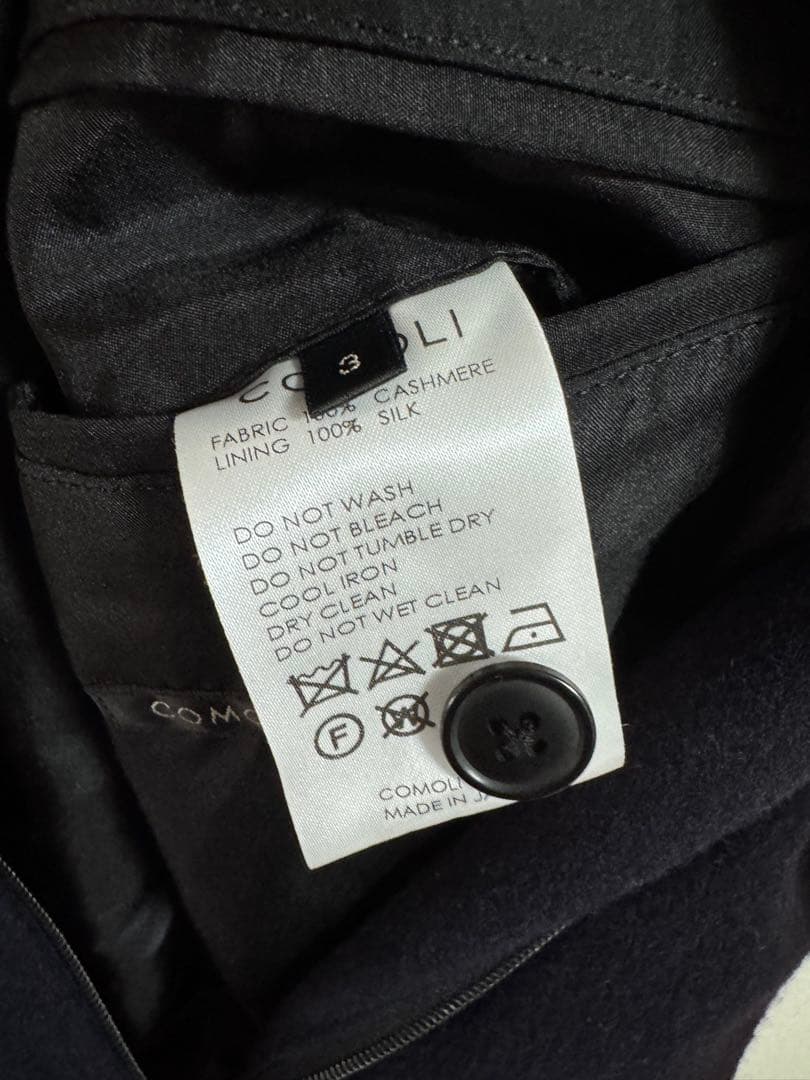 3
FABRIC 100% CASHMERE
LINING 100% SILK
DO NOT WASH
DO NOT BLEACH
DO NOT TUMBLE DRY
COOL IRON
DRY CLEAN
DO NOT WET CLEAN
F
W
COMOLI
MADE IN